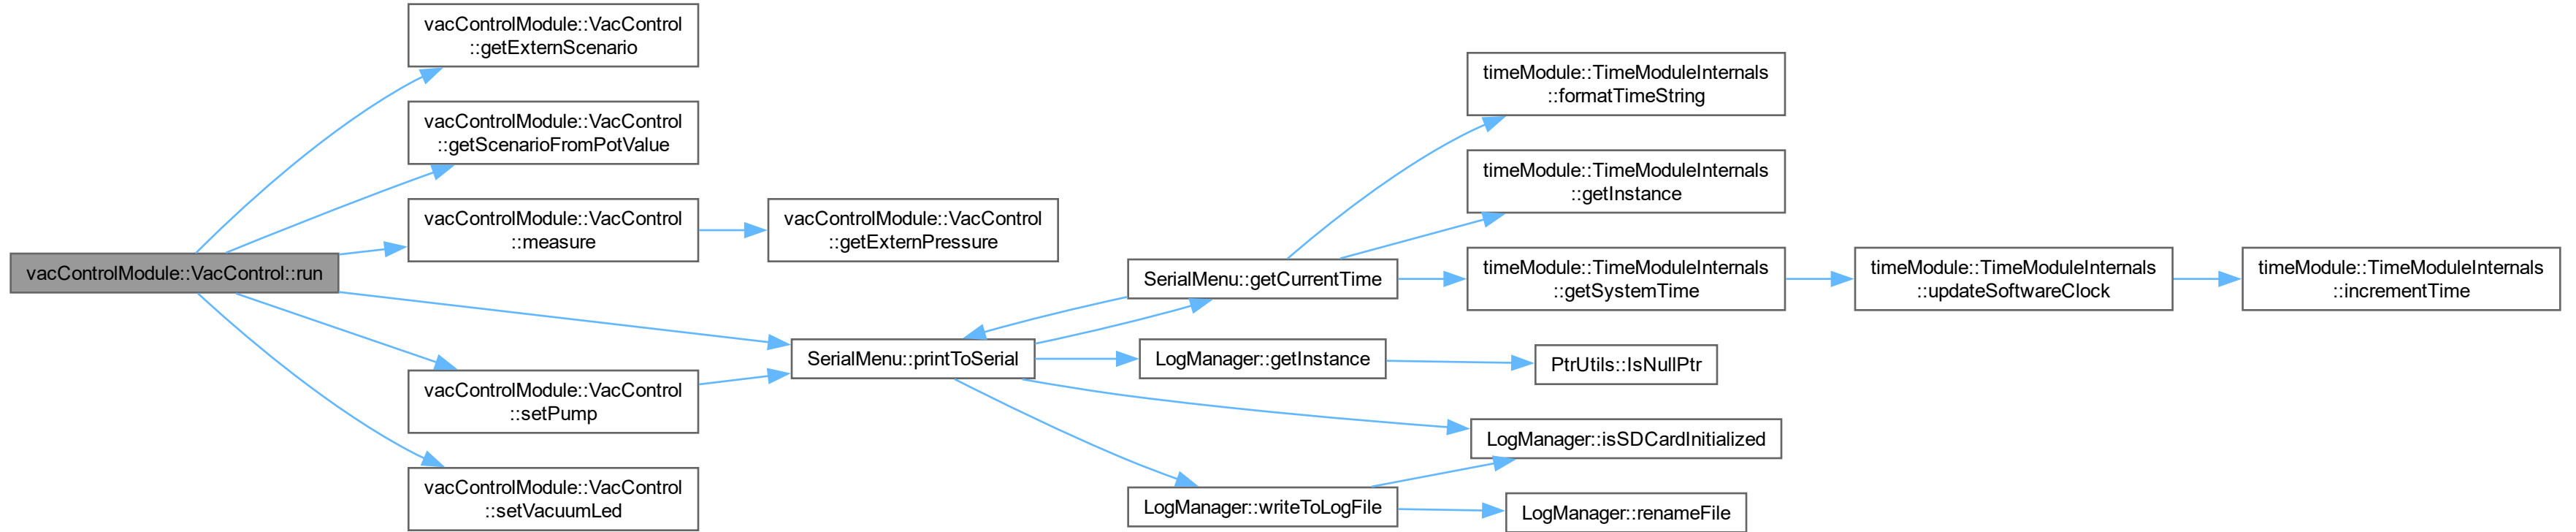 vacControlModule::VacControl::run
vacControlModule::VacControl
::getExternScenario
vacControlModule::VacControl
::getScenarioFromPotValue
vacControlModule::VacControl
::measure
vacControlModule::VacControl
::setPump
vacControlModule::VacControl
::setVacuumLed
vacControlModule::VacControl
::getExternPressure
SerialMenu::printToSerial
SerialMenu::getCurrentTime
LogManager::getInstance
LogManager::writeToLogFile
timeModule::TimeModuleInternals
::formatTimeString
timeModule::TimeModuleInternals
::getInstance
timeModule::TimeModuleInternals
::getSystemTime
PtrUtils::IsNullPtr
LogManager::isSDCardInitialized
LogManager::renameFile
timeModule::TimeModuleInternals
::updateSoftwareClock
timeModule::TimeModuleInternals
::incrementTime